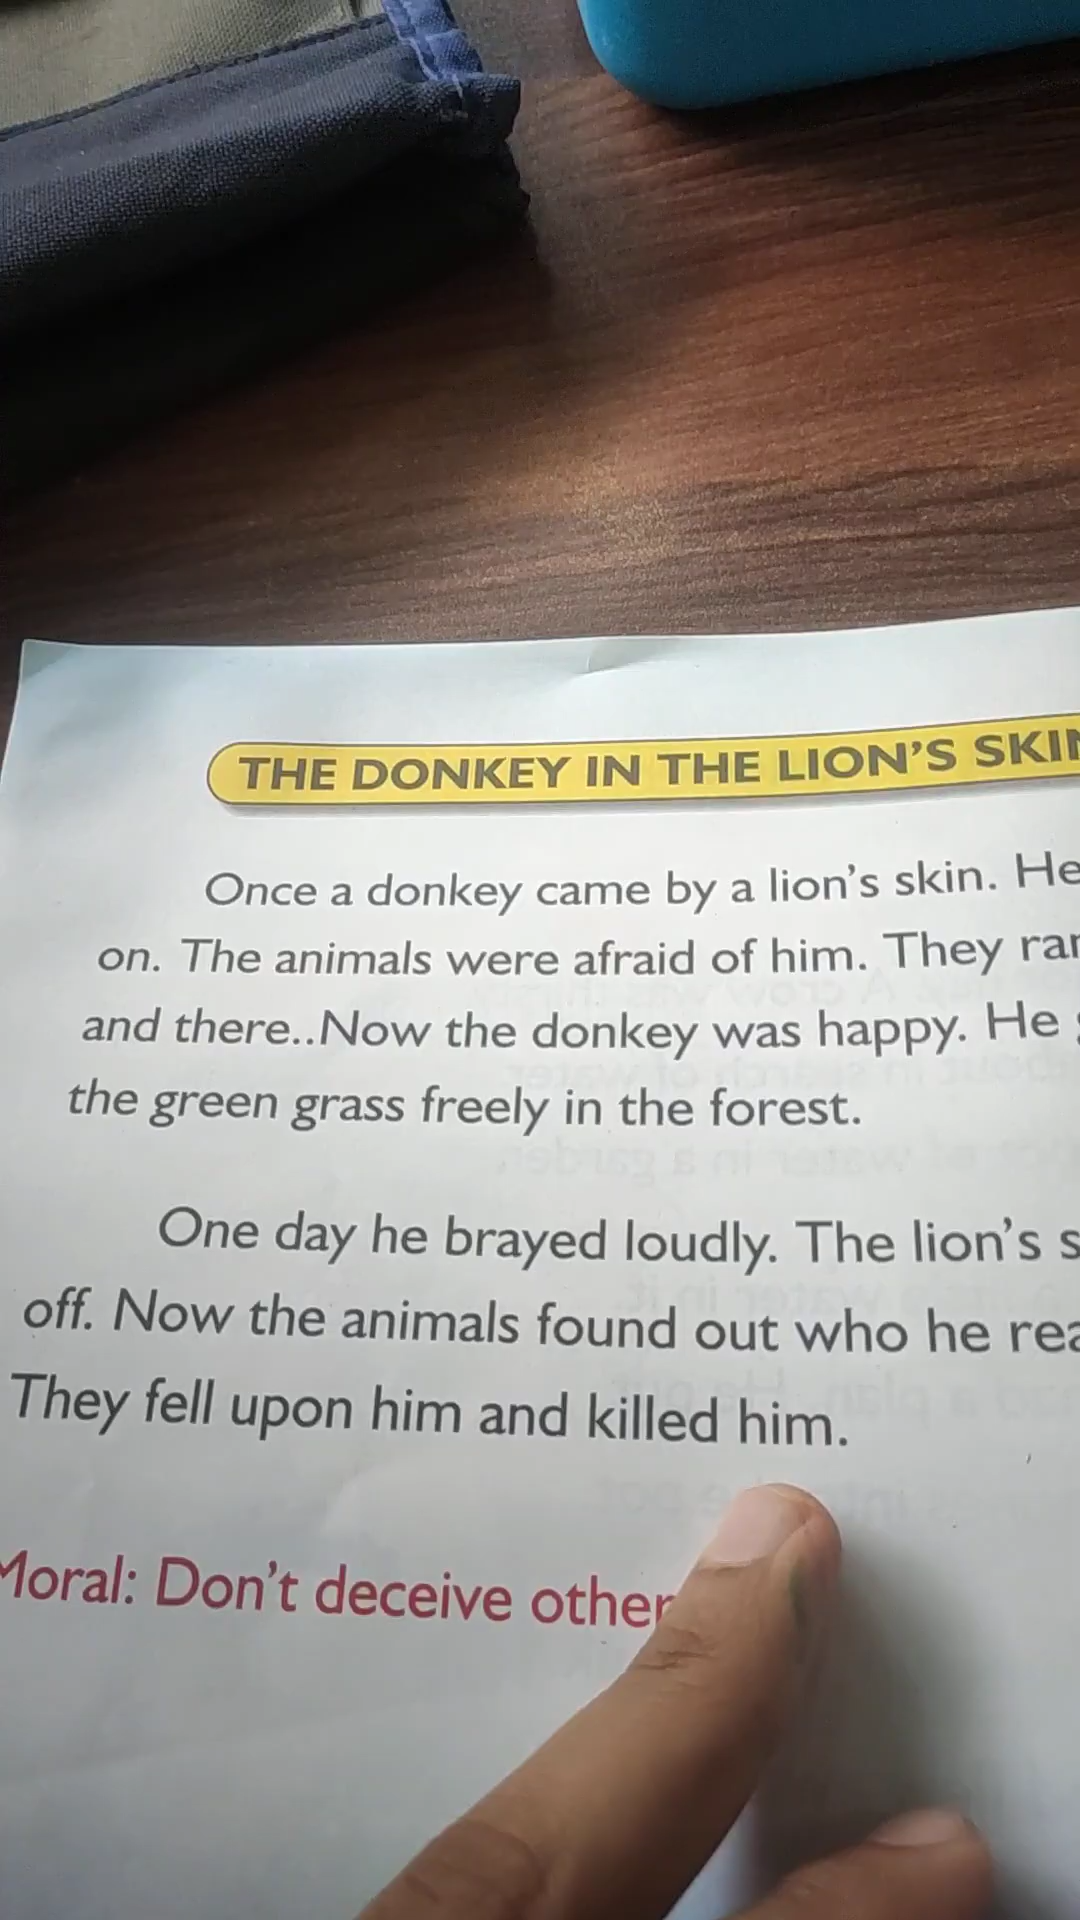 THE DONKEY IN THE LION'S
Once a donkey came by a lion's skin. He
on. The animals were afraid of him. They
and there..Now the donkey was happy. He
the green grass freely in the forest.
One day he brayed loudly. The lion's
off. Now the animals found out who he
They fell upon him and killed him.
Moral: Don't deceive